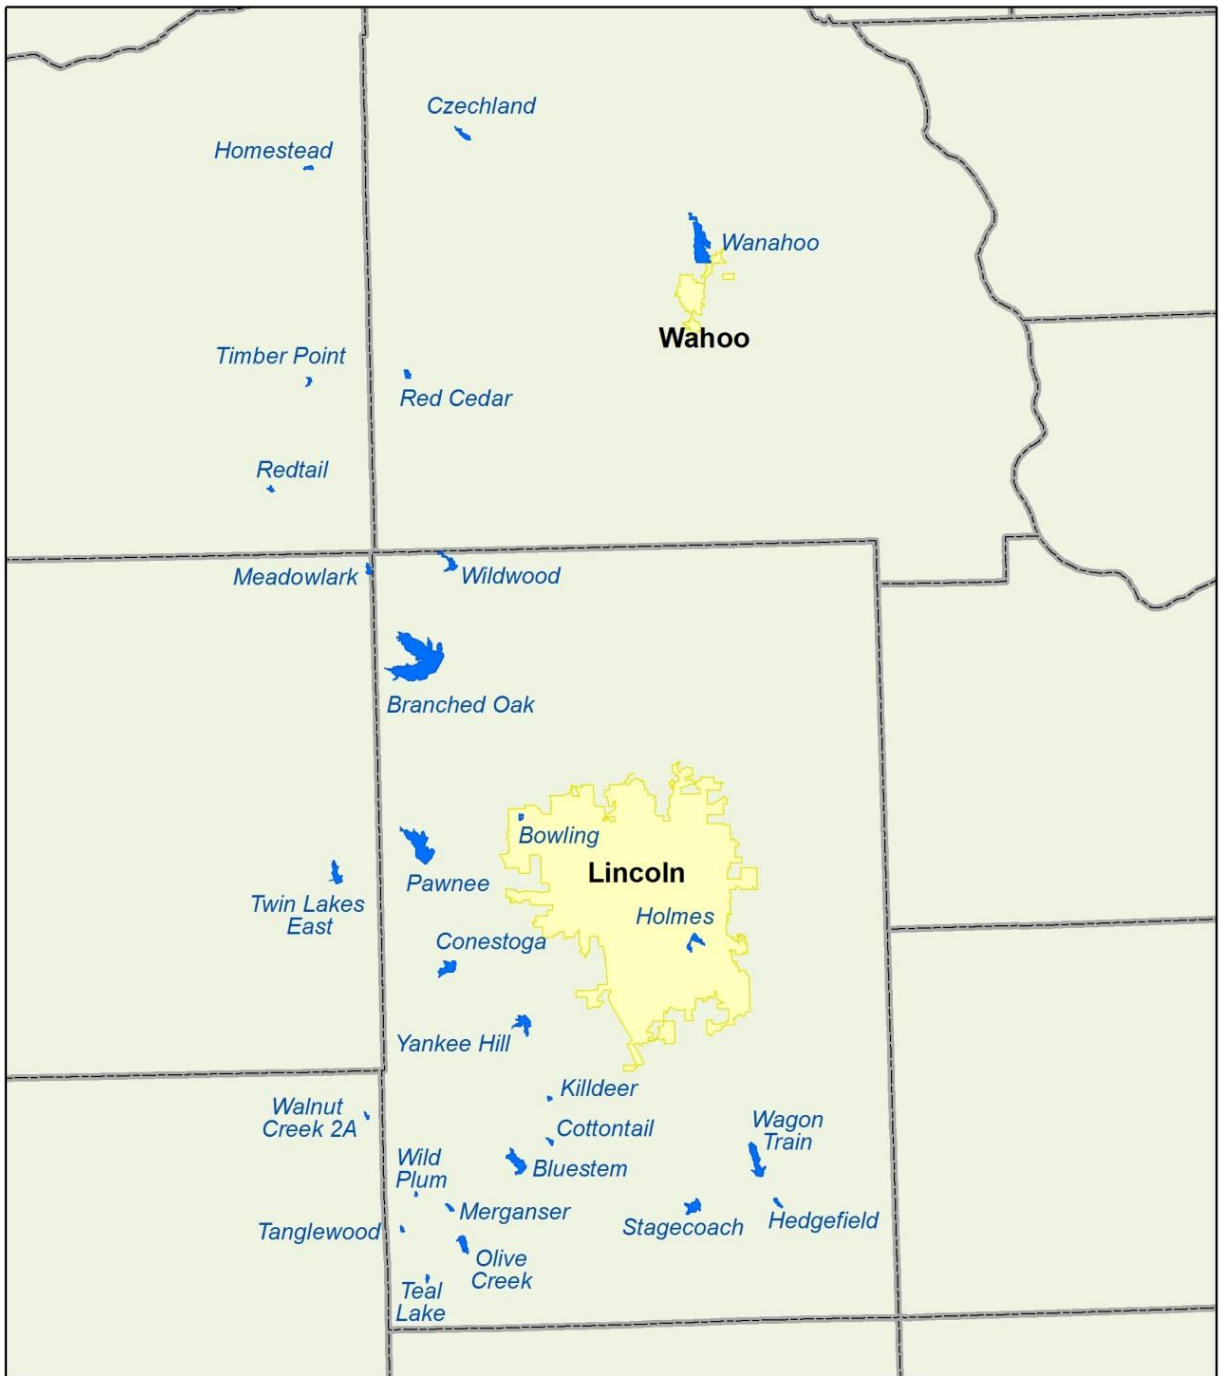 Czechland
Homestead
Wanahoo
Wahoo
Timber Point
Red Cedar
Redtail
Meadowlark
Wildwood
Branched Oak
Bowling
Lincoln
Pawnee
Twin Lakes
East
Holmes
Conestoga
Yankee Hill
Killdeer
Walnut
Creek 2A
Cottontail
Wagon
Train
Wild
Plum
Bluestem
Merganser
Stagecoach
Hedgefield
Tanglewood
Olive
Creek
Teal
Lake